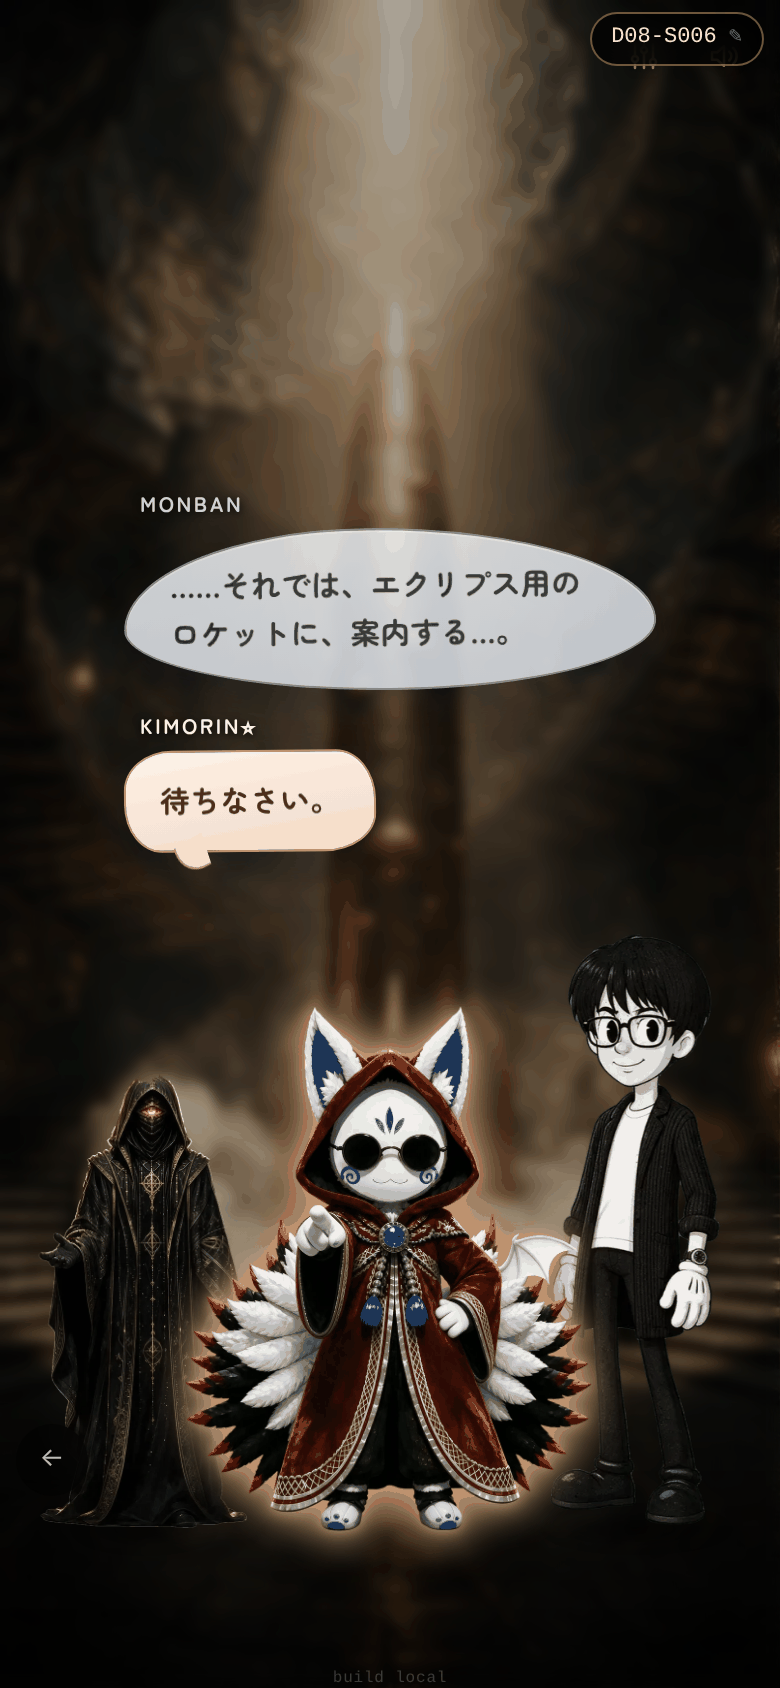 D08-S006 ✎
MONBAN
……それでは、エクリプス用の
ロケットに、案内する…。
KIMORIN★
待ちなさい。
←
build local